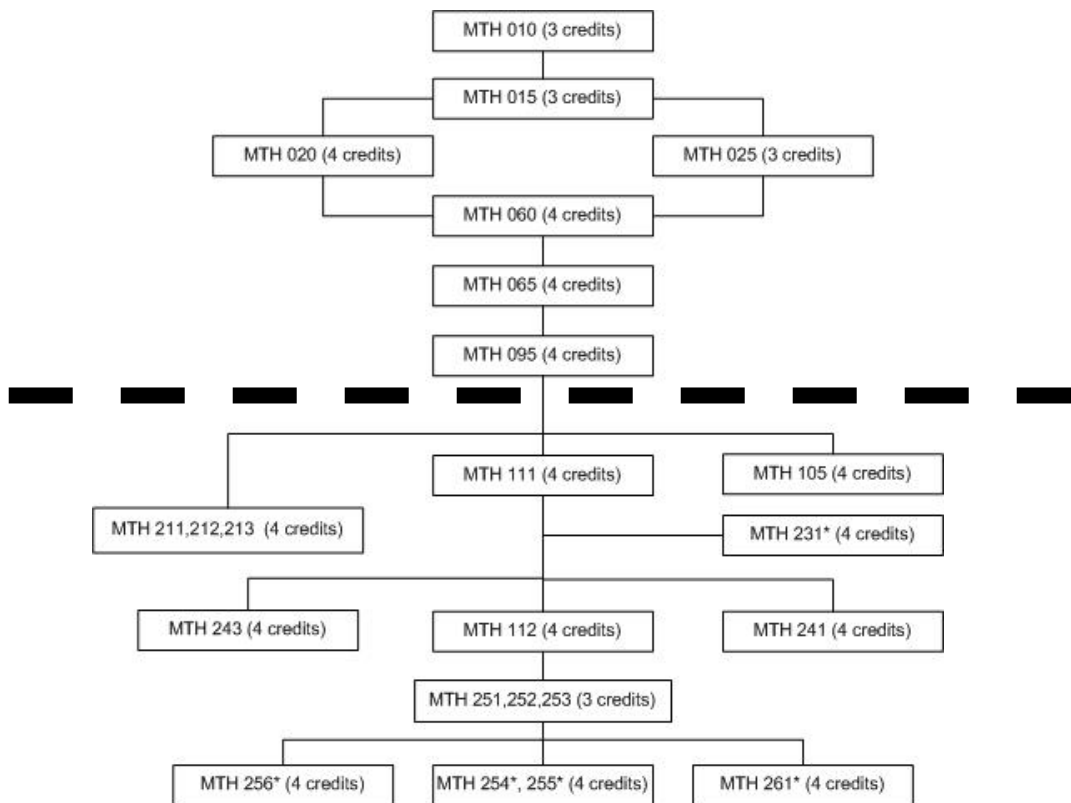 MTH 010 (3 credits)
MTH 015 (3 credits)
MTH 020 (4 credits)
MTH 025 (3 credits)
MTH 060 (4 credits)
MTH 065 (4 credits)
MTH 095 (4 credits)
MTH 111 (4 credits)
MTH 105 (4 credits)
MTH 211,212,213 (4 credits)
MTH 231* (4 credits)
MTH 243 (4 credits)
MTH 112 (4 credits)
MTH 241 (4 credits)
MTH 251,252,253 (3 credits)
MTH 256* (4 credits)
MTH 254*, 255* (4 credits)
MTH 261* (4 credits)